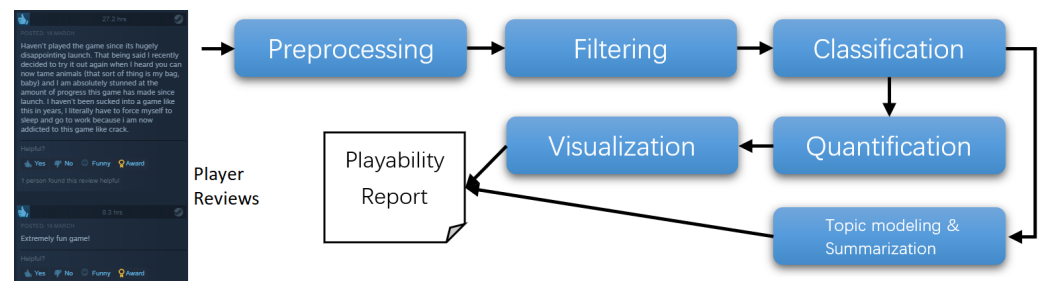 27.2 hrs
POSTED: 16 MARCH
Haven't played the game since its hugely
disappointing launch. That being said I recently
decided to try it out again when I heard you can
now tame animals (that sort of thing is my bag,
baby) and I am absolutely stunned at the
amount of progress this game has made since
launch. I haven't been sucked into a game like
this in years, I literally have to force myself to
sleep and go to work because i am now
addicted to this game like crack.
Helpful?
Yes No Funny Award
1 person found this review helpful
8.3 hrs
POSTED: 16 MARCH
Extremely fun game!
Helpful?
Yes No Funny Award
Player
Reviews
Preprocessing
Filtering
Classification
Quantification
Visualization
Topic modeling &
Summarization
Playability
Report